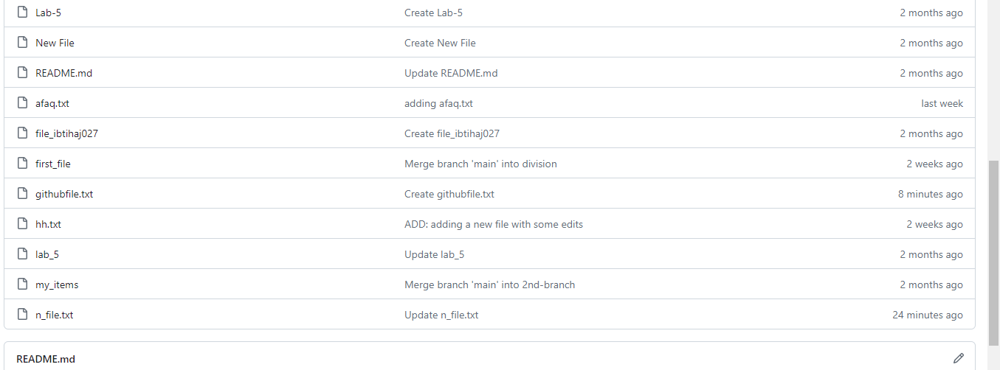 Lab-5 Create Lab-5 2 months ago
New File Create New File 2 months ago
README.md Update README.md 2 months ago
afaq.txt adding afaq.txt last week
file_ibtihaj027 Create file_ibtihaj027 2 months ago
first_file Merge branch 'main' into division 2 weeks ago
githubfile.txt Create githubfile.txt 8 minutes ago
hh.txt ADD: adding a new file with some edits 2 weeks ago
lab_5 Update lab_5 2 months ago
my_items Merge branch 'main' into 2nd-branch 2 months ago
n_file.txt Update n_file.txt 24 minutes ago
README.md